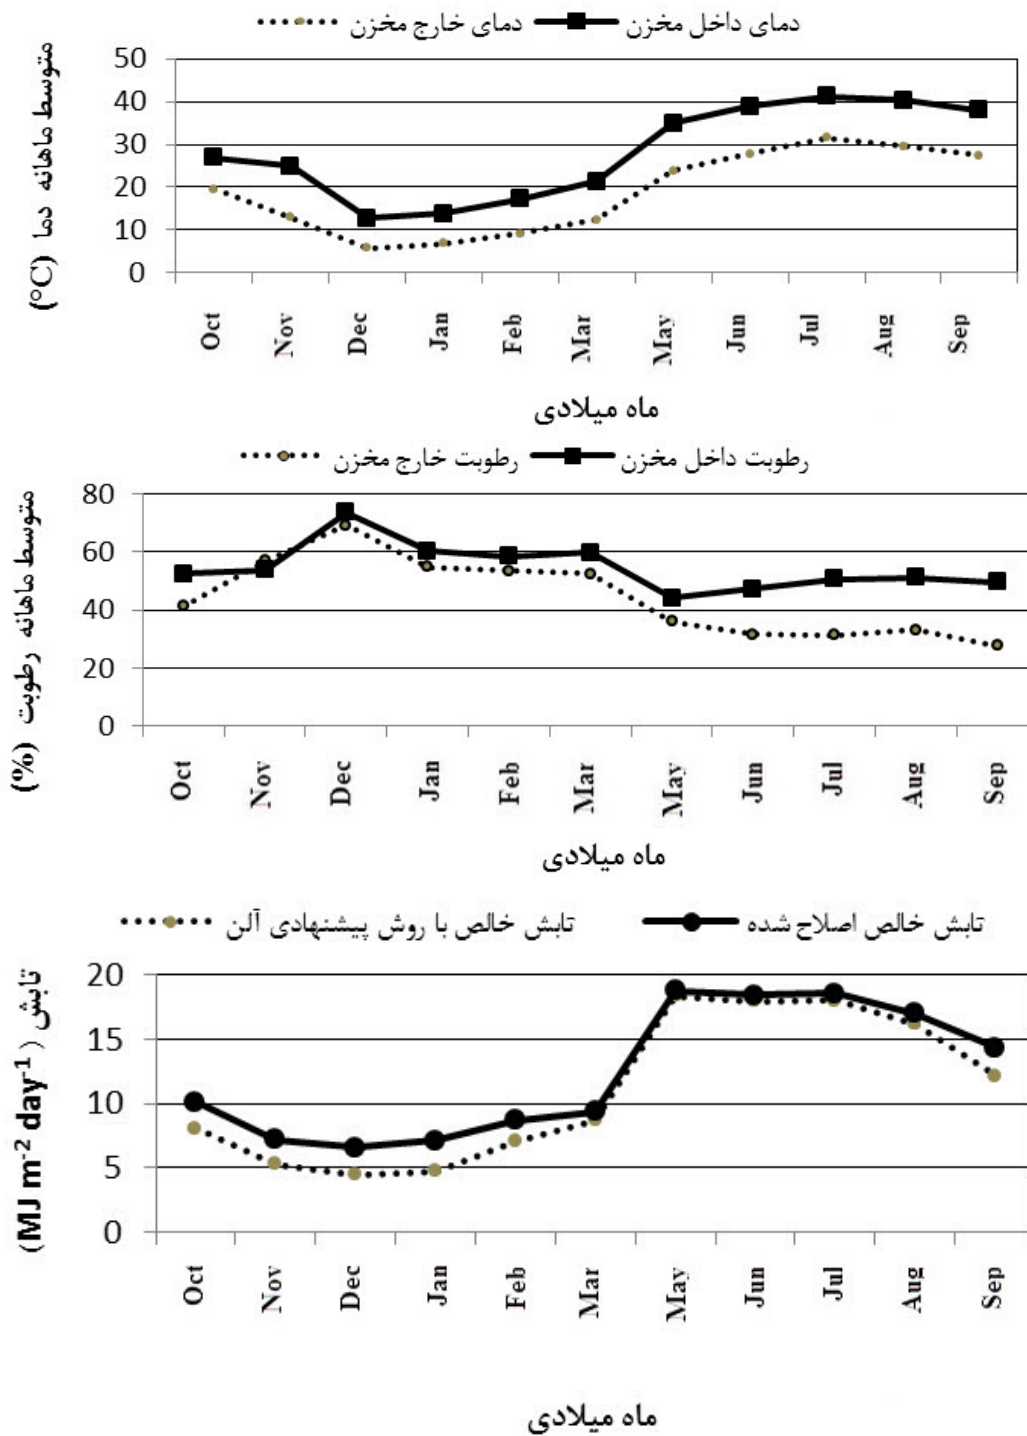 دمای خارج مخزن دمای داخل مخزن
متوسط ماهانه دما (°C)
50
40
30
20
10
0
Oct Nov Dec Jan Feb Mar May Jun Jul Aug Sep
ماه میلادی
رطوبت خارج مخزن رطوبت داخل مخزن
متوسط ماهانه رطوبت (%)
80
60
40
20
0
Oct Nov Dec Jan Feb Mar May Jun Jul Aug Sep
ماه میلادی
تابش خالص با روش پیشنهادی آلن تابش خالص اصلاح شده
تابش (MJ m-2 day-1)
20
15
10
5
0
Oct Nov Dec Jan Feb Mar May Jun Jul Aug Sep
ماه میلادی